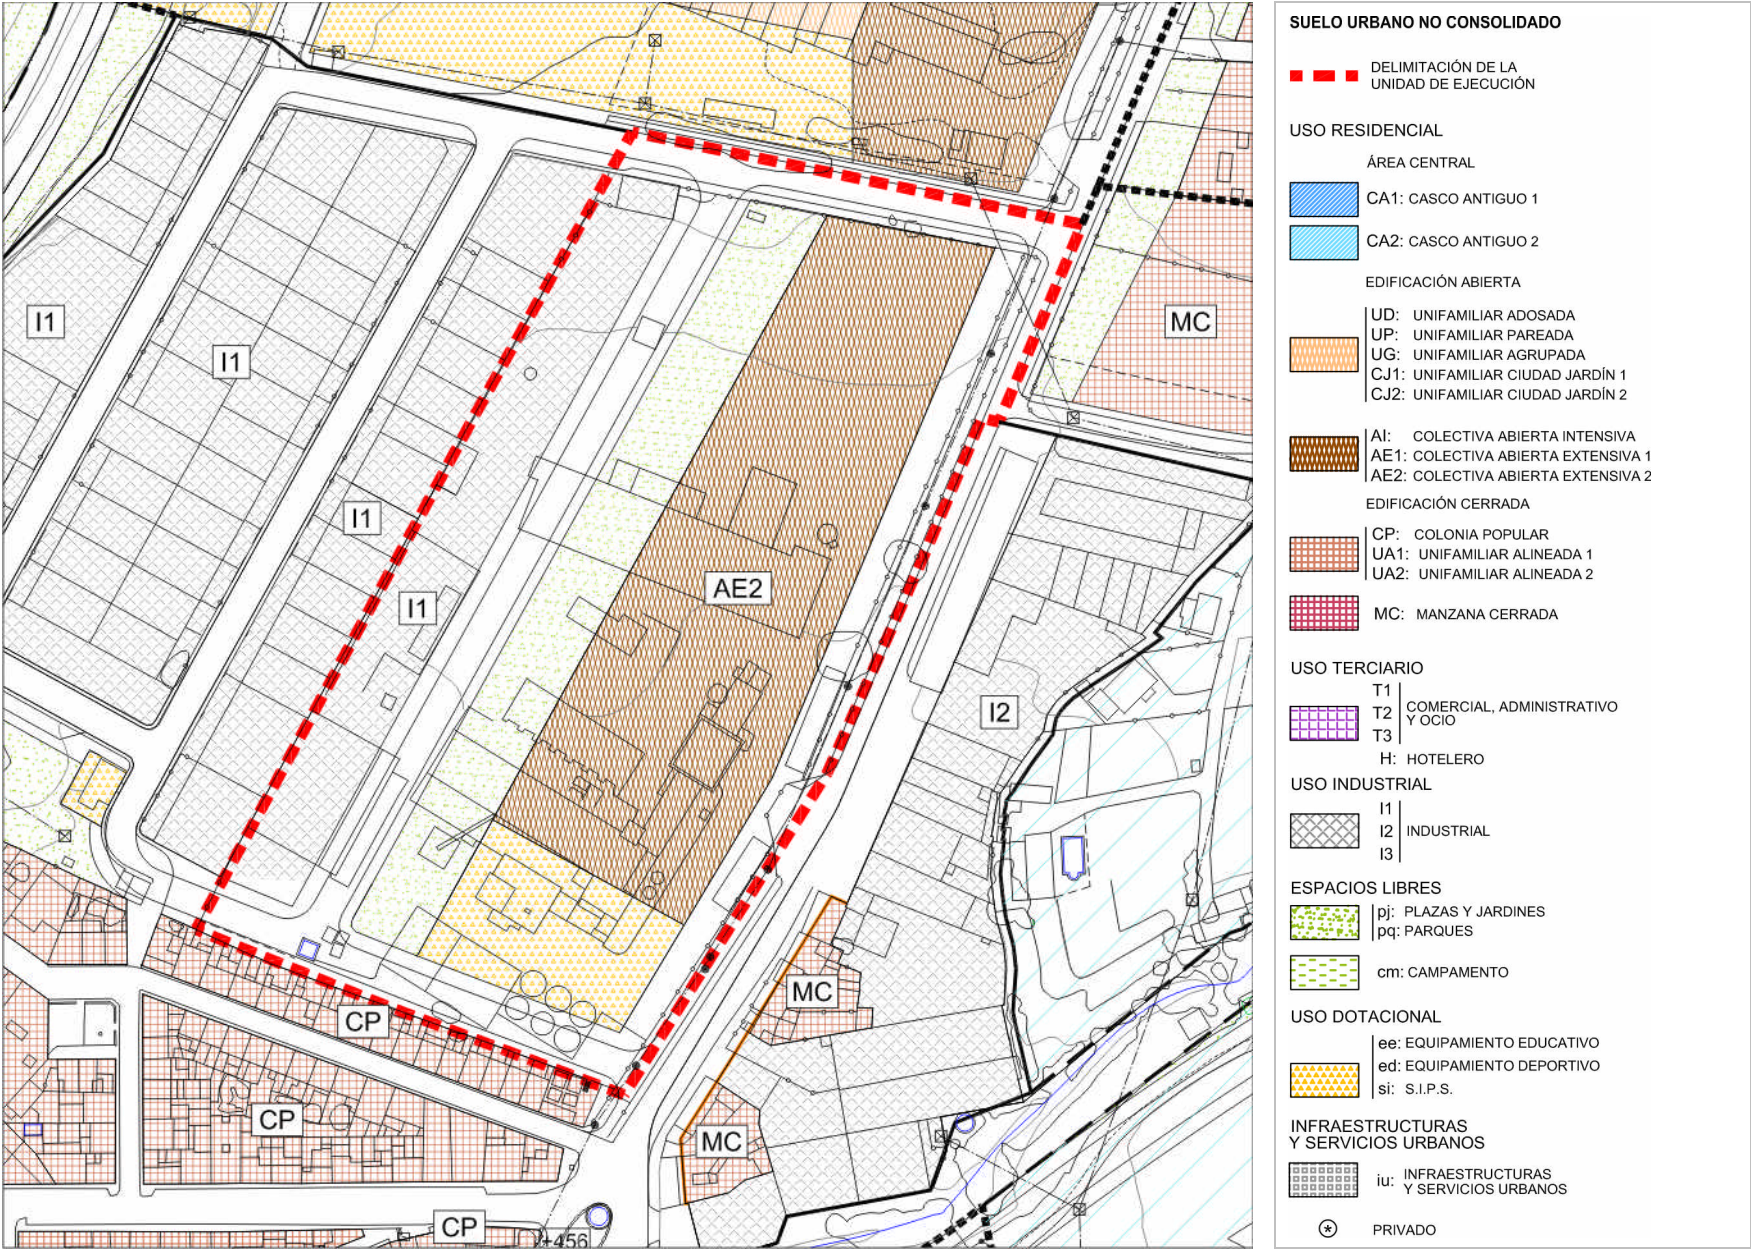 I1
I1
MC
I1
I1
AE2
I2
MC
CP
CP
MC
CP
+456
SUELO URBANO NO CONSOLIDADO
DELIMITACIÓN DE LA
UNIDAD DE EJECUCIÓN
USO RESIDENCIAL
ÁREA CENTRAL
CA1: CASCO ANTIGUO 1
CA2: CASCO ANTIGUO 2
EDIFICACIÓN ABIERTA
UD: UNIFAMILIAR ADOSADA
UP: UNIFAMILIAR PAREADA
UG: UNIFAMILIAR AGRUPADA
CJ1: UNIFAMILIAR CIUDAD JARDÍN 1
CJ2: UNIFAMILIAR CIUDAD JARDÍN 2
AI: COLECTIVA ABIERTA INTENSIVA
AE1: COLECTIVA ABIERTA EXTENSIVA 1
AE2: COLECTIVA ABIERTA EXTENSIVA 2
EDIFICACIÓN CERRADA
CP: COLONIA POPULAR
UA1: UNIFAMILIAR ALINEADA 1
UA2: UNIFAMILIAR ALINEADA 2
MC: MANZANA CERRADA
USO TERCIARIO
T1
T2
T3
COMERCIAL, ADMINISTRATIVO
Y OCIO
H: HOTELERO
USO INDUSTRIAL
I1
I2
I3
INDUSTRIAL
ESPACIOS LIBRES
pj: PLAZAS Y JARDINES
pq: PARQUES
cm: CAMPAMENTO
USO DOTACIONAL
ee: EQUIPAMIENTO EDUCATIVO
ed: EQUIPAMIENTO DEPORTIVO
si: S.I.P.S.
INFRAESTRUCTURAS
Y SERVICIOS URBANOS
iu: INFRAESTRUCTURAS
Y SERVICIOS URBANOS
* PRIVADO